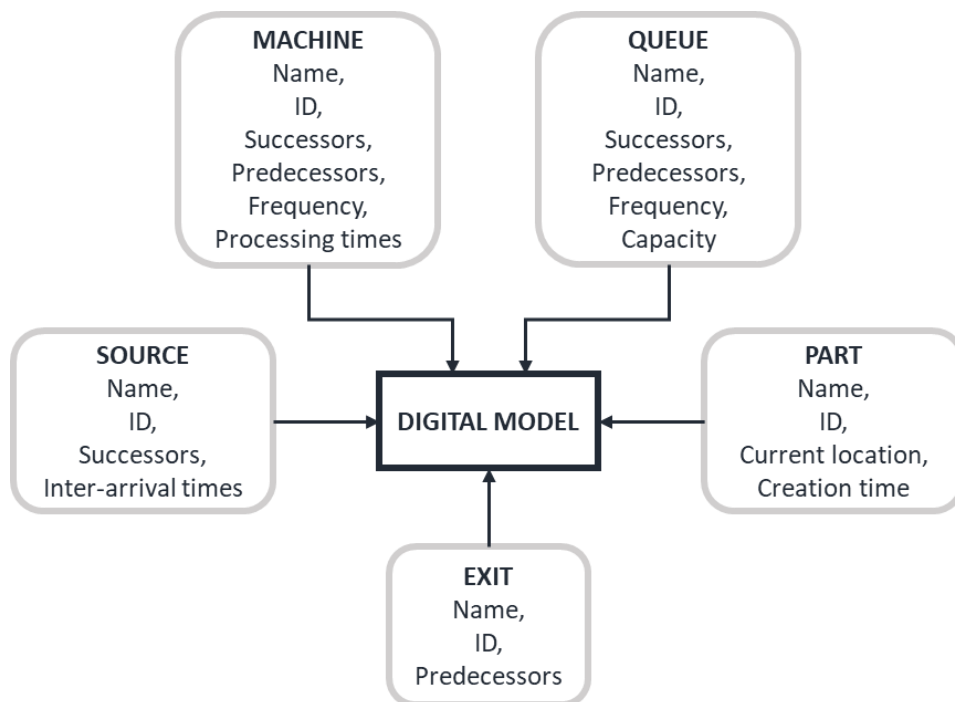 MACHINE
Name,
ID,
Successors,
Predecessors,
Frequency,
Processing times
QUEUE
Name,
ID,
Successors,
Predecessors,
Frequency,
Capacity
SOURCE
Name,
ID,
Successors,
Inter-arrival times
DIGITAL MODEL
PART
Name,
ID,
Current location,
Creation time
EXIT
Name,
ID,
Predecessors